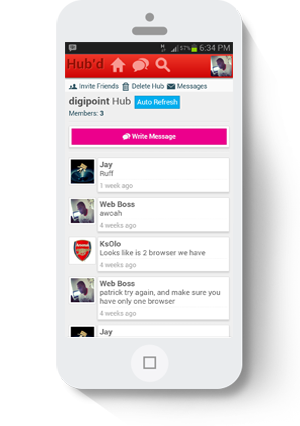 57% 6:34 PM
Hub'd
Invite Friends Delete Hub Messages
digipoint Hub Auto Refresh
Members: 3
Write Message
Jay
Ruff
1 week ago
Web Boss
awoah
4 weeks ago
Arsenal
KsOlo
Looks like is 2 browser we have
4 weeks ago
Web Boss
patrick try again, and make sure you
have only one browser
4 weeks ago
Jay